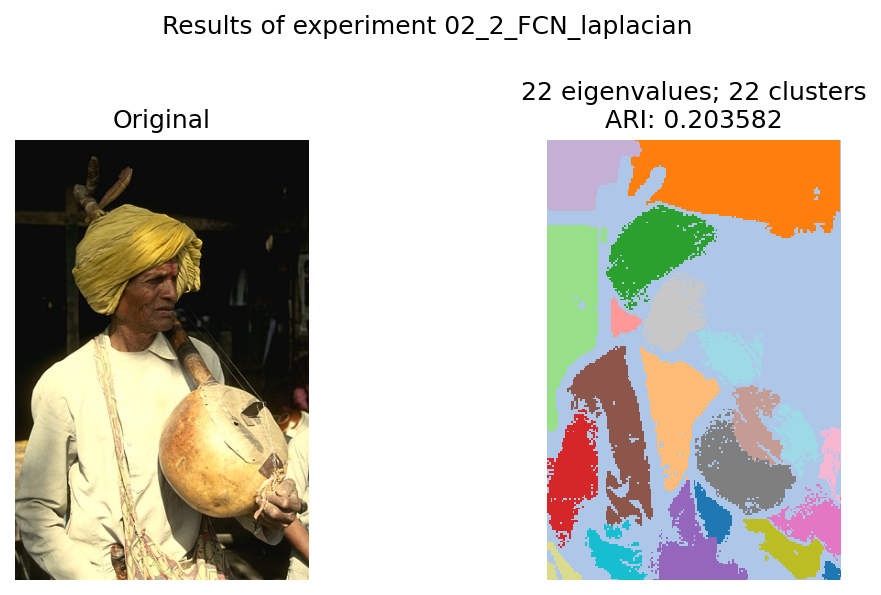 Results of experiment 02_2_FCN_laplacian
Original
22 eigenvalues; 22 clusters
ARI: 0.203582